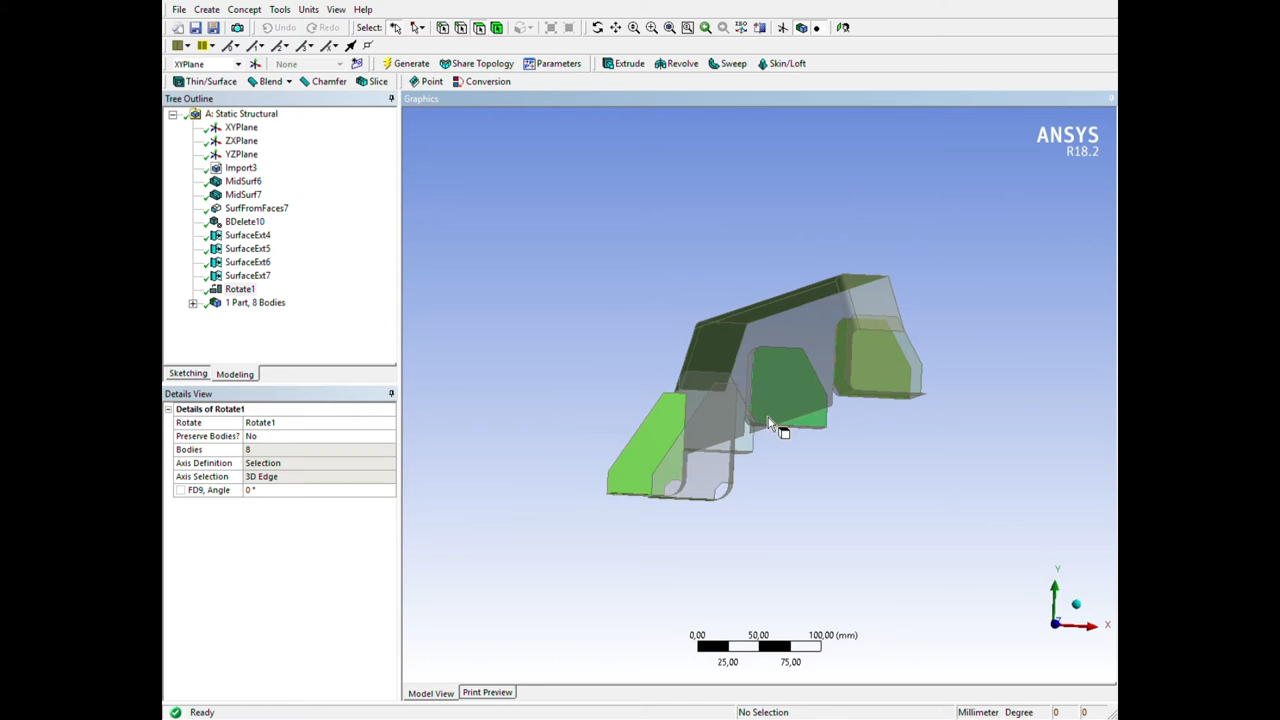 File Create Concept Tools Units View Help
Undo Redo Select:
XYPlane None Generate Share Topology Parameters Extrude Revolve Sweep Skin/Loft
Thin/Surface Blend Chamfer Slice Point Conversion
Tree Outline
A: Static Structural
XYPlane
ZXPlane
YZPlane
Import3
MidSurf6
MidSurf7
SurfFromFaces7
BDelete10
SurfaceExt4
SurfaceExt5
SurfaceExt6
SurfaceExt7
Rotate1
1 Part, 8 Bodies
Sketching Modeling
Details View
Details of Rotate1
Rotate Rotate1
Preserve Bodies? No
Bodies 8
Axis Definition Selection
Axis Selection 3D Edge
FD9, Angle 0 °
Graphics
ANSYS
R18.2
Y
X
Z
0,00 50,00 100,00 (mm)
25,00 75,00
Model View Print Preview
Ready No Selection Millimeter Degree 0 0